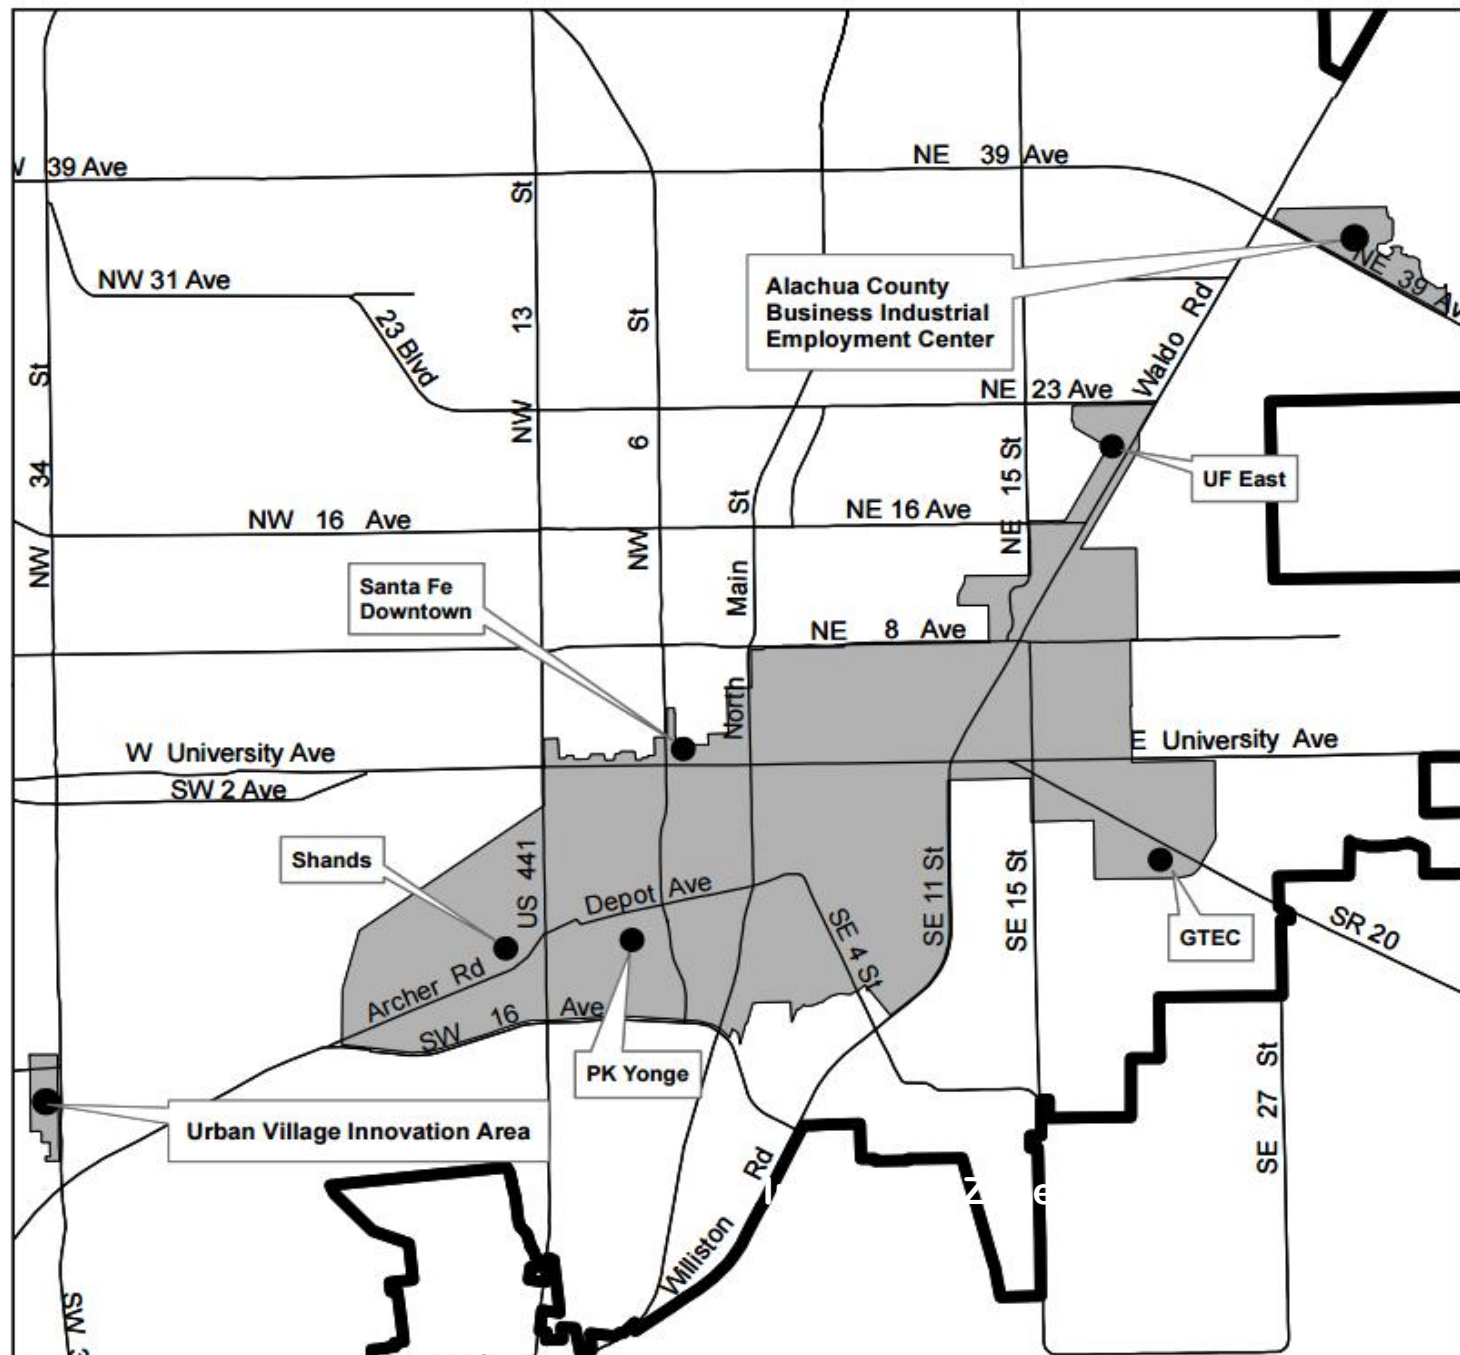 39 Ave
NE 39 Ave
St
NW 31 Ave
13
St
Alachua County
Business Industrial
Employment Center
NE 39 Av
Waldo Rd
23 Blvd
St
NE 23 Ave
NW
6
34
NE 15 St
UF East
St
NW 16 Ave
NE 16 Ave
NW
NW
Santa Fe
Downtown
Main
NE 8 Ave
North
W University Ave
E University Ave
SW 2 Ave
Shands
US 441
Depot Ave
SE 11 St
SE 15 St
SE 4 St
GTEC
SR 20
Archer Rd
SW 16 Ave
PK Yonge
SE 27 St
Urban Village Innovation Area
Williston Rd
SW